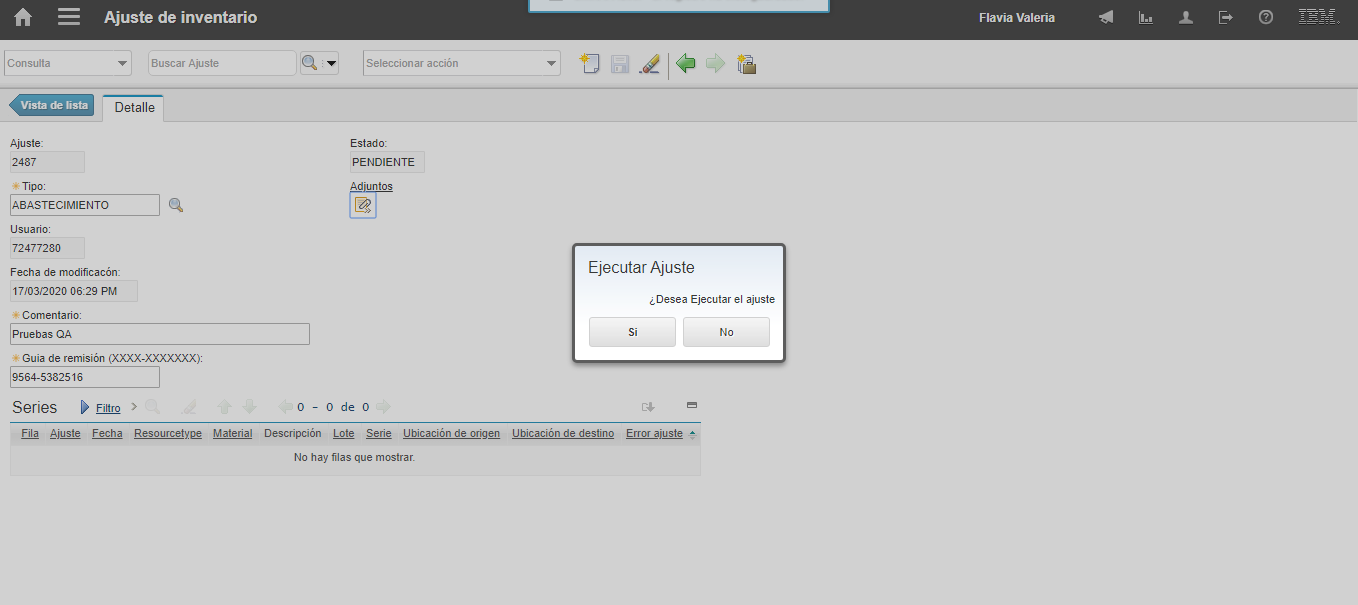 Ajuste de inventario
Flavia Valeria
IBM.
Consulta
Buscar Ajuste
Seleccionar acción
Vista de lista
Detalle
Ajuste:
2487
Estado:
PENDIENTE
Tipo:
ABASTECIMIENTO
Adjuntos
Usuario:
72477280
Fecha de modificacón:
17/03/2020 06:29 PM
Comentario:
Pruebas QA
Guia de remisión (XXXX-XXXXXXX):
9564-5382516
Ejecutar Ajuste
¿Desea Ejecutar el ajuste
Si No
Series Filtro 0 - 0 de 0
Fila Ajuste Fecha Resourcetype Material Descripción Lote Serie Ubicación de origen Ubicación de destino Error ajuste
No hay filas que mostrar.